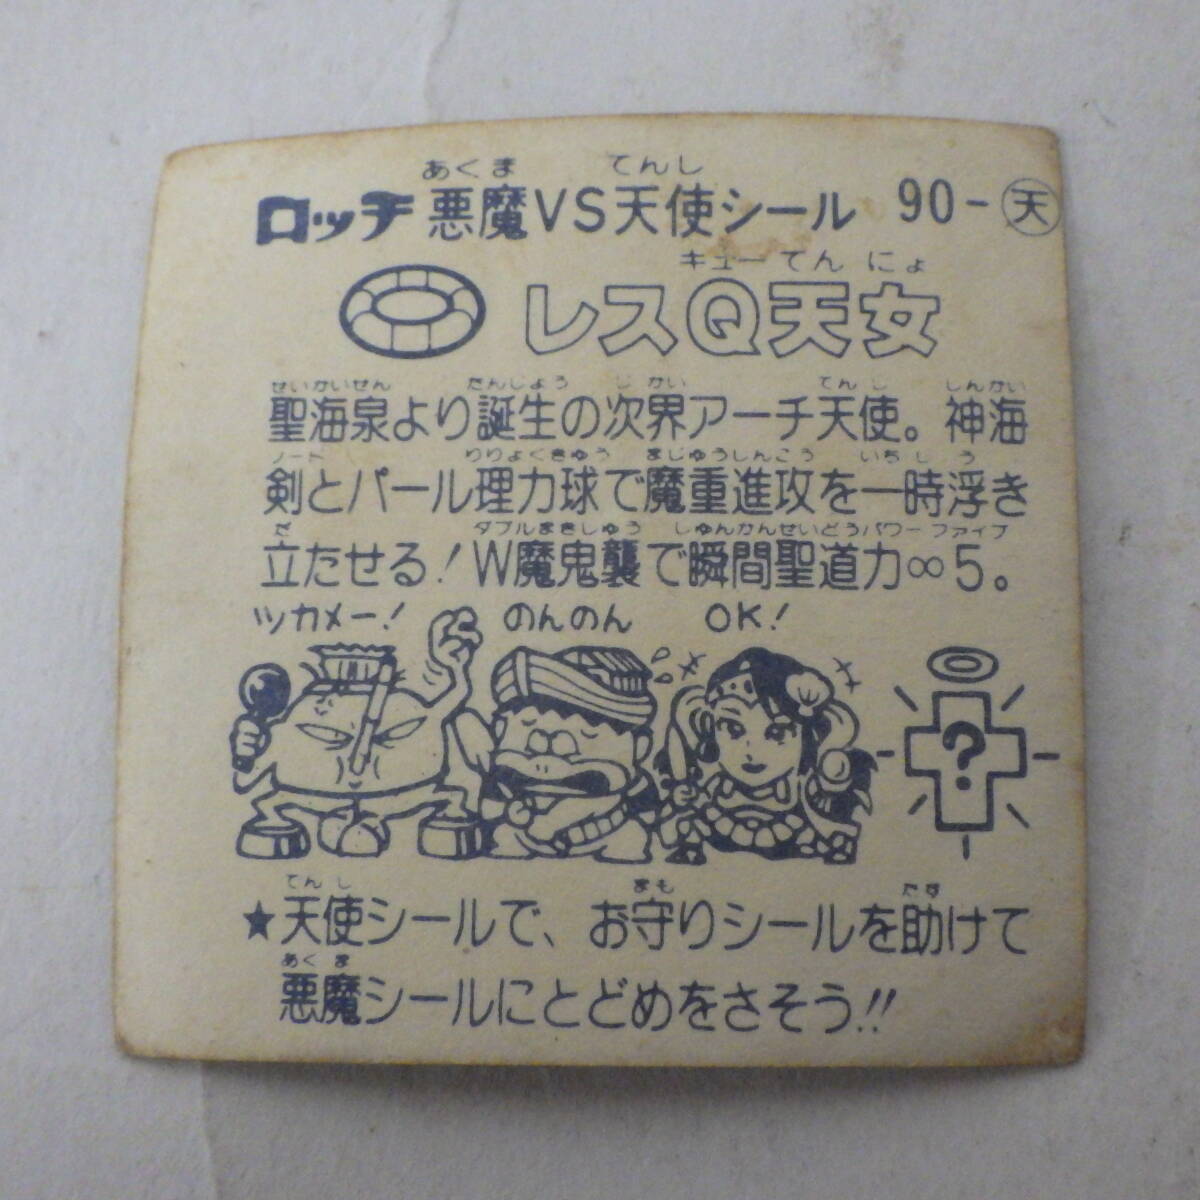 あくま てんし
ロッチ 悪魔VS天使シール 90-天
キュー てん にょ
レスQ天女
せいかいせん たんじょう じ かい てん し しんかい
聖海泉より誕生の次界アーチ天使。神海
ノート りりょくきゅう まじゅうしんこう いちじ う
剣とパール理力球で魔重進攻を一時浮き
だ ダブルまきしゅう しゅんかんせいどうパワー ファイブ
立たせる!W魔鬼襲で瞬間聖道力∞5。
ツカメー! のんのん OK!
?
てん し まも たす
★天使シールで、お守りシールを助けて
あく ま
悪魔シールにとどめをさそう!!